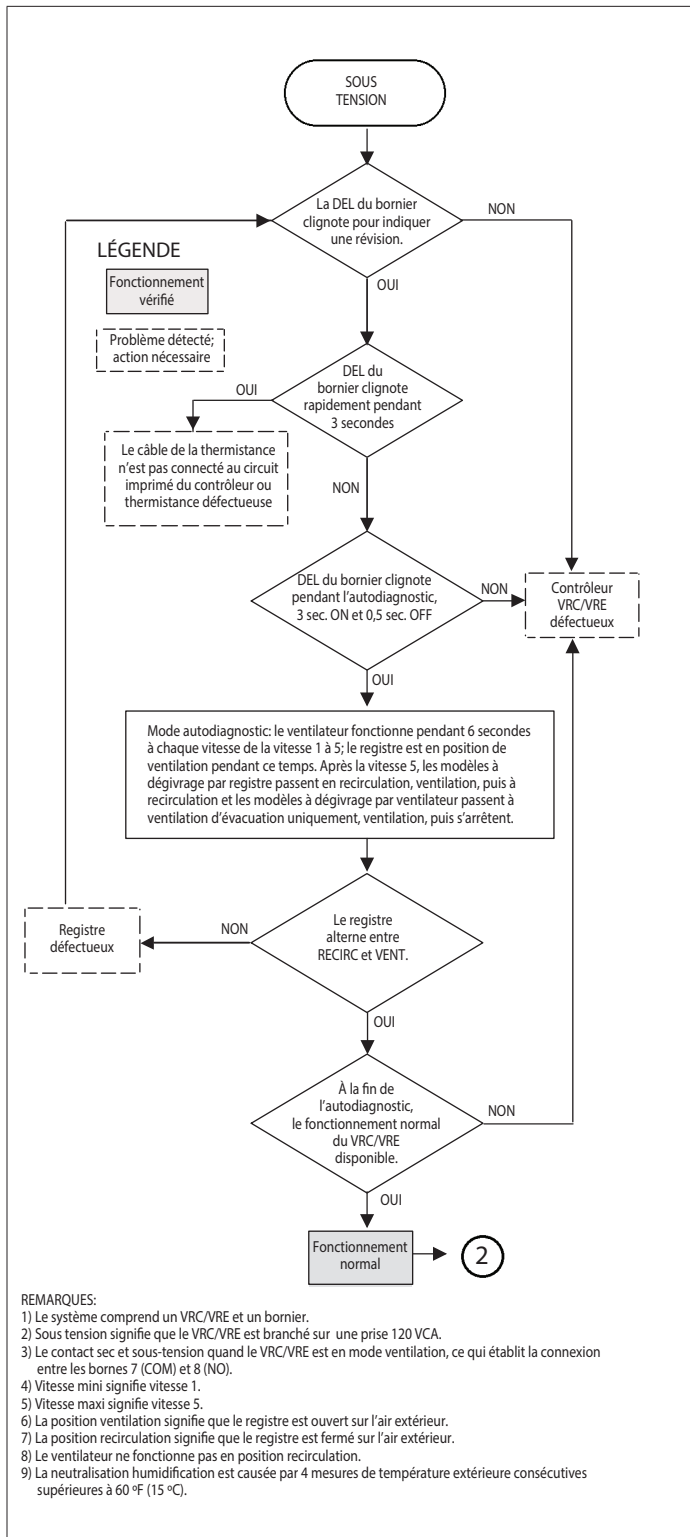 SOUS
TENSION
La DEL du bornier
clignote pour indiquer
une révision.
NON
OUI
LÉGENDE
Fonctionnement
vérifié
Problème détecté;
action nécessaire
DEL du
bornier clignote
rapidement pendant
3 secondes
OUI
NON
Le câble de la thermistance
n'est pas connecté au circuit
imprimé du contrôleur ou
thermistance défectueuse
DEL du bornier clignote
pendant l'autodiagnostic,
3 sec. ON et 0,5 sec. OFF
NON
OUI
Contrôleur
VRC/VRE
défectueux
Mode autodiagnostic: le ventilateur fonctionne pendant 6 secondes
à chaque vitesse de la vitesse 1 à 5; le registre est en position de
ventilation pendant ce temps. Après la vitesse 5, les modèles à
dégivrage par registre passent en recirculation, ventilation, puis à
recirculation et les modèles à dégivrage par ventilateur passent à
ventilation d'évacuation uniquement, ventilation, puis s'arrêtent.
Le registre
alterne entre
RECIRC et VENT.
NON
OUI
Registre
défectueux
À la fin de
l'autodiagnostic,
le fonctionnement normal
du VRC/VRE
disponible.
NON
OUI
Fonctionnement
normal
2
REMARQUES:
1) Le système comprend un VRC/VRE et un bornier.
2) Sous tension signifie que le VRC/VRE est branché sur une prise 120 VCA.
3) Le contact sec et sous-tension quand le VRC/VRE est en mode ventilation, ce qui établit la connexion
entre les bornes 7 (COM) et 8 (NO).
4) Vitesse mini signifie vitesse 1.
5) Vitesse maxi signifie vitesse 5.
6) La position ventilation signifie que le registre est ouvert sur l'air extérieur.
7) La position recirculation signifie que le registre est fermé sur l'air extérieur.
8) Le ventilateur ne fonctionne pas en position recirculation.
9) La neutralisation humidification est causée par 4 mesures de température extérieure consécutives
supérieures à 60 ºF (15 ºC).